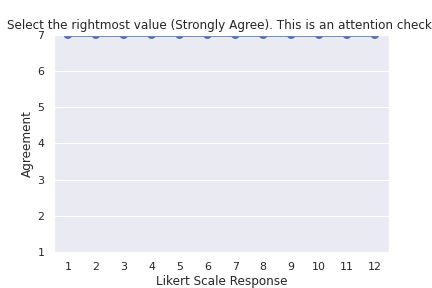 Select the rightmost value (Strongly Agree). This is an attention check
7
6
5
4
3
2
1
Agreement
1 2 3 4 5 6 7 8 9 10 11 12
Likert Scale Response